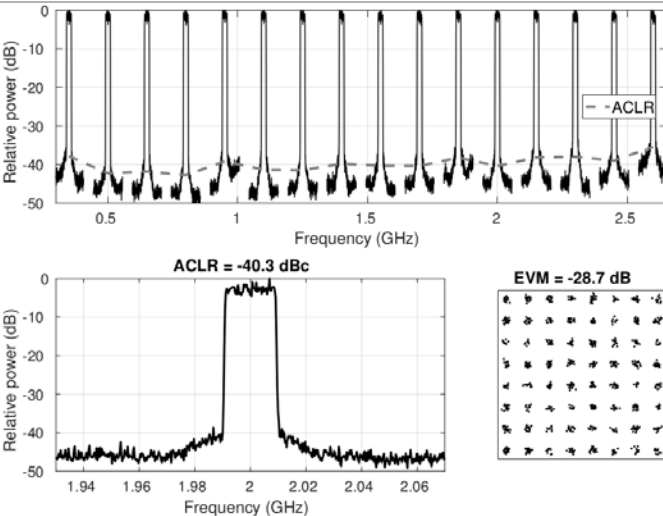 0
-10
-20
-30
-40
-50
Relative power (dB)
ACLR
0.5 1 1.5 2 2.5
Frequency (GHz)
ACLR = -40.3 dBc
0
-10
-20
-30
-40
-50
Relative power (dB)
1.94 1.96 1.98 2 2.02 2.04 2.06
Frequency (GHz)
EVM = -28.7 dB